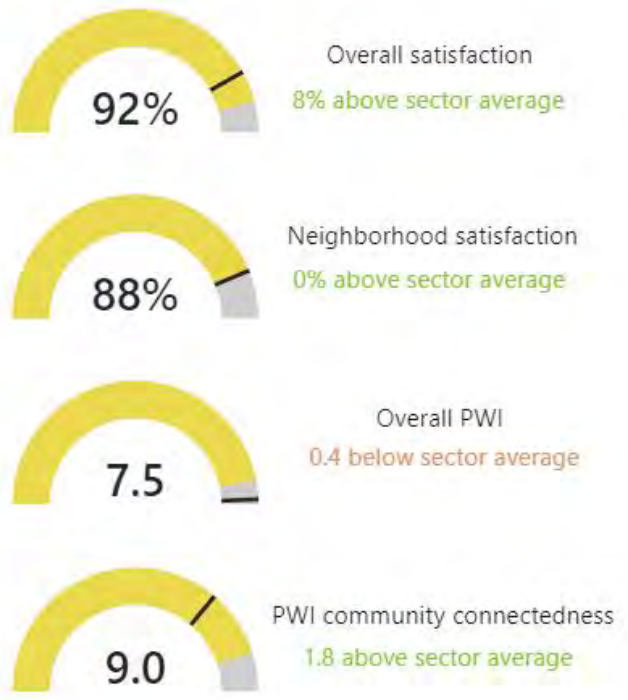 92%
Overall satisfaction
8% above sector average
88%
Neighborhood satisfaction
0% above sector average
7.5
Overall PWI
0.4 below sector average
9.0
PWI community connectedness
1.8 above sector average